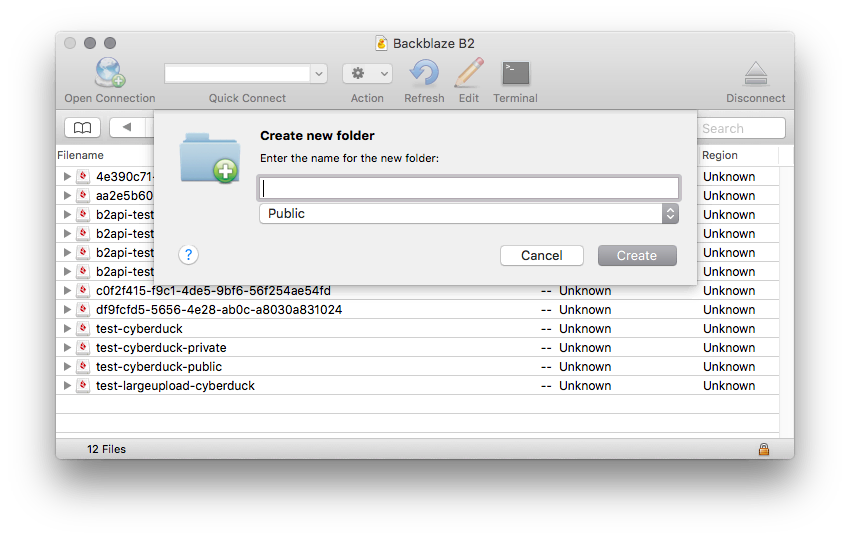 Backblaze B2
Open Connection Quick Connect Action Refresh Edit Terminal Disconnect
Search
Create new folder
Enter the name for the new folder:
Public
? Cancel Create
Filename Region
4e390c71- Unknown
aa2e5b60 Unknown
b2api-test Unknown
b2api-test Unknown
b2api-test Unknown
b2api-test Unknown
c0f2f415-f9c1-4de5-9bf6-56f254ae54fd -- Unknown Unknown
df9fcfd5-5656-4e28-ab0c-a8030a831024 -- Unknown Unknown
test-cyberduck -- Unknown Unknown
test-cyberduck-private -- Unknown Unknown
test-cyberduck-public -- Unknown Unknown
test-largeupload-cyberduck -- Unknown Unknown
12 Files